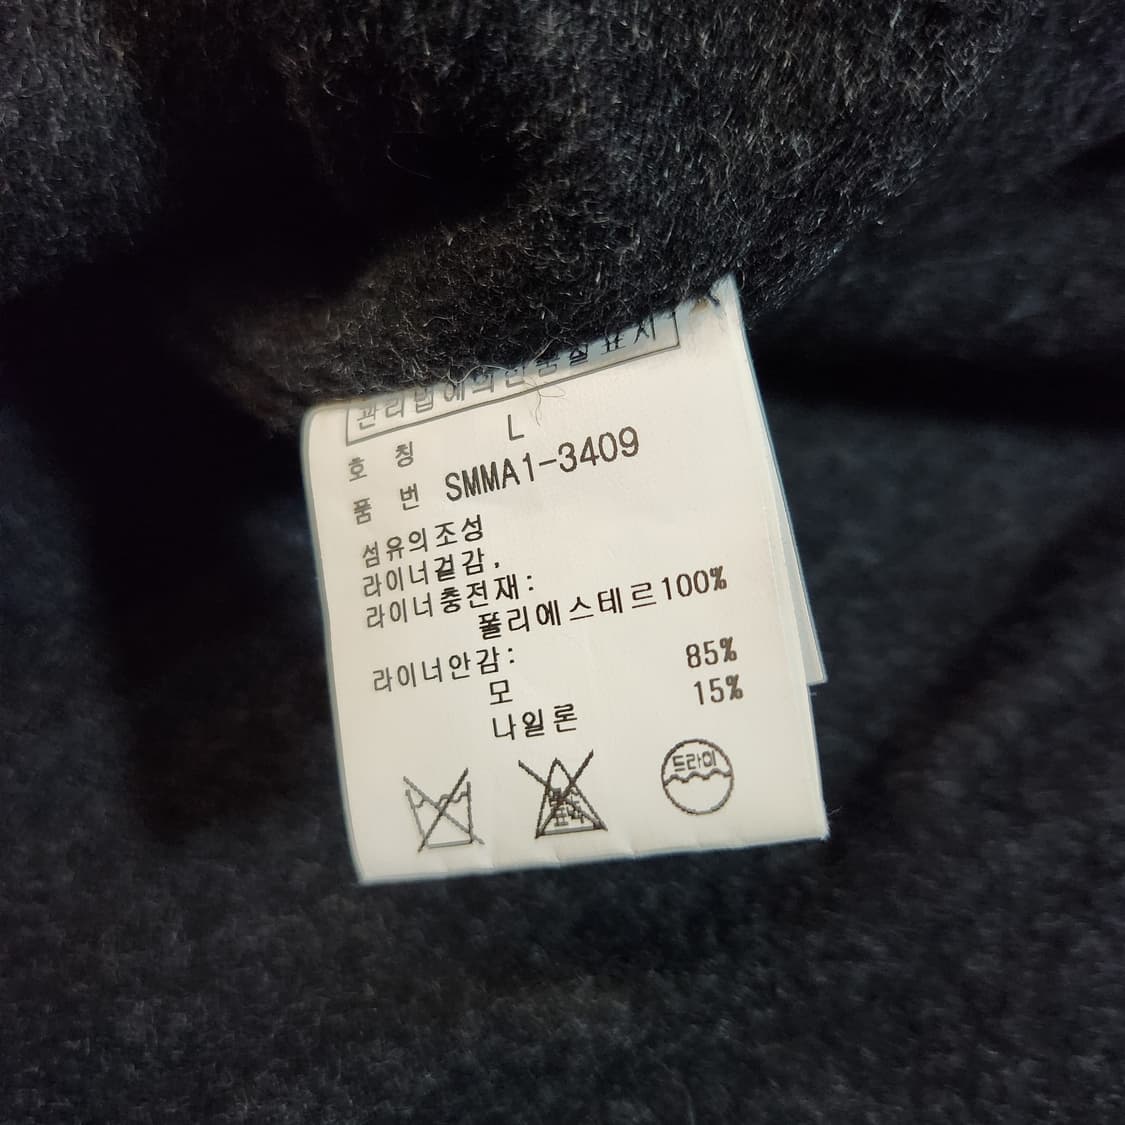 관리법에의한품질표시
호 칭 L
품 번 SMMA1-3409
섬유의조성
라이너겉감,
라이너충전재:
폴리에스테르100%
라이너안감:
모 85%
나일론 15%
드라이